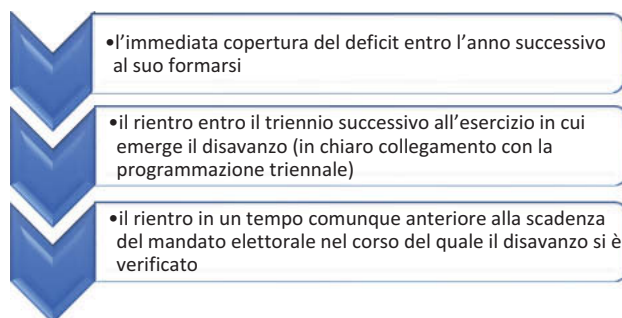 •l’immediata copertura del deficit entro l’anno successivo
al suo formarsi
•il rientro entro il triennio successivo all’esercizio in cui
emerge il disavanzo (in chiaro collegamento con la
programmazione triennale)
•il rientro in un tempo comunque anteriore alla scadenza
del mandato elettorale nel corso del quale il disavanzo si è
verificato